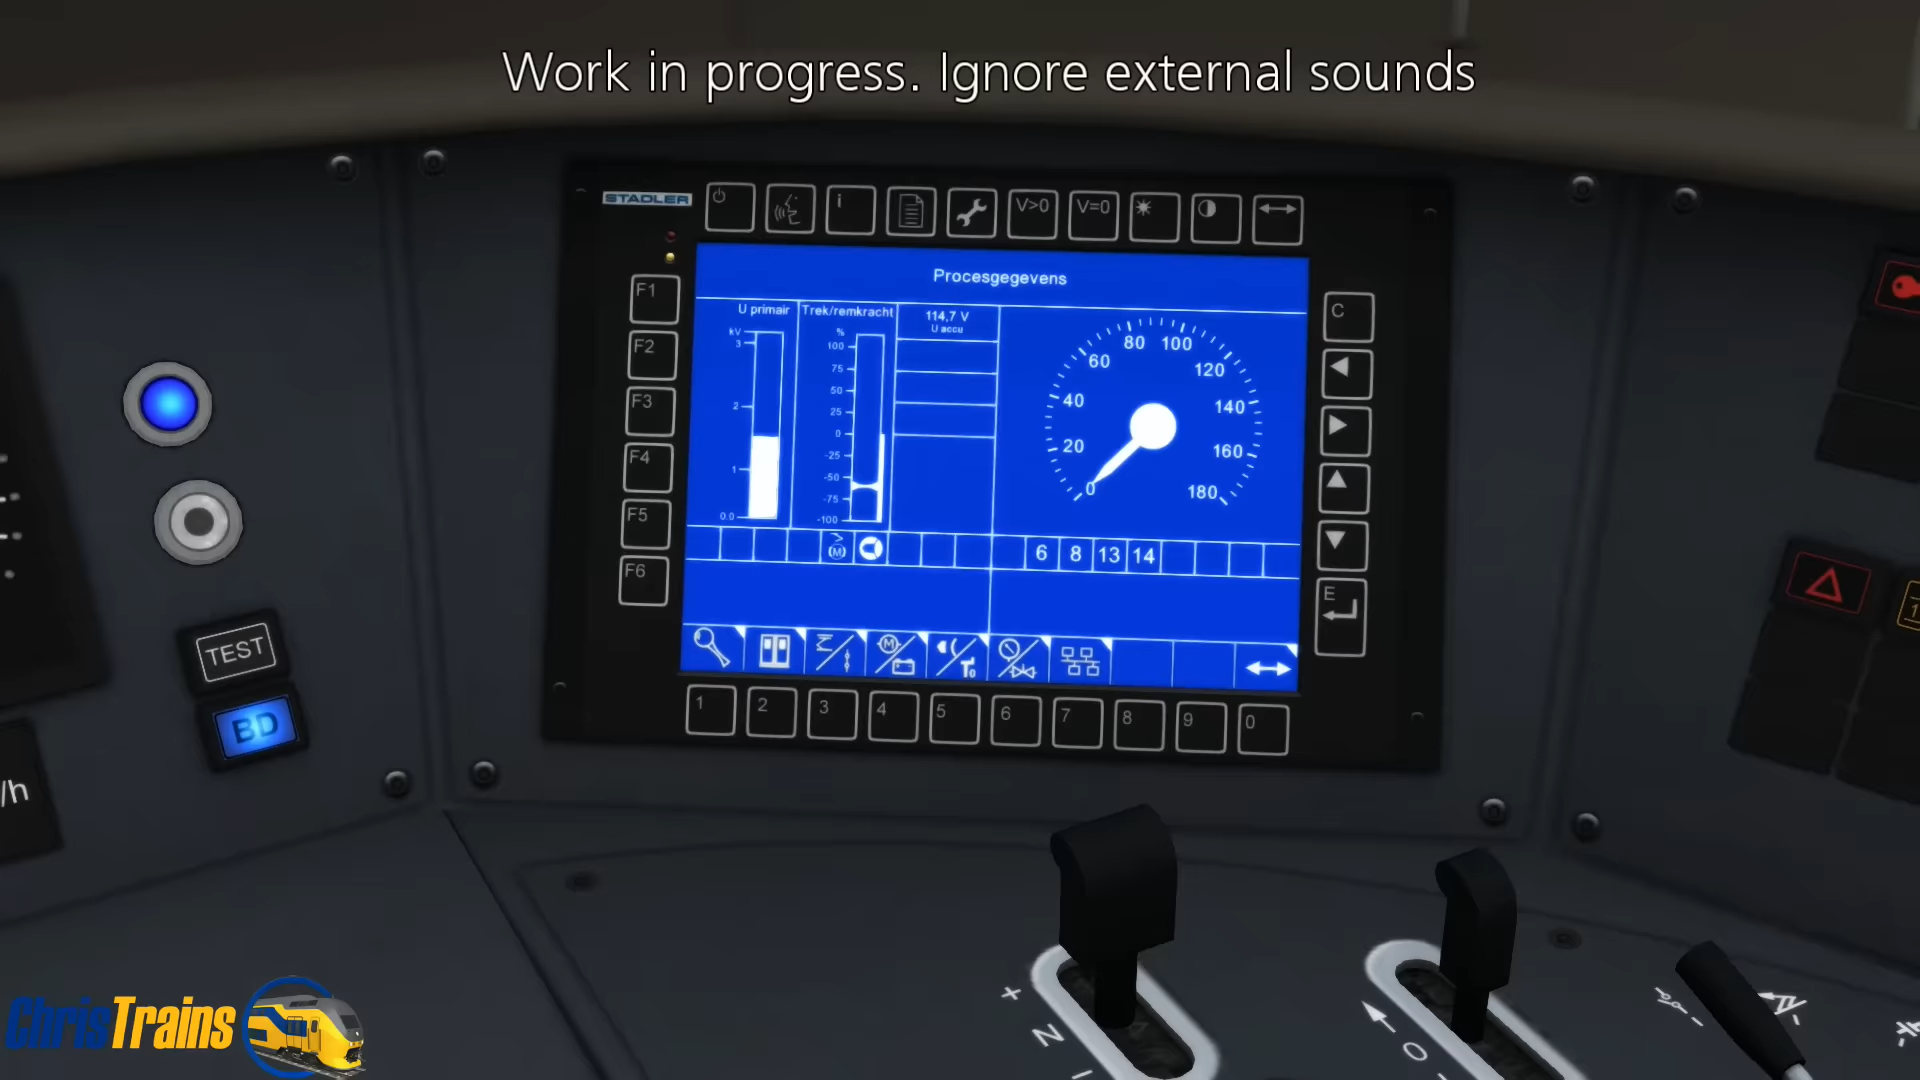 Work in progress. Ignore external sounds
STADLER
i
V>0
V=0
Procesgegevens
F1
F2
F3
F4
F5
F6
U primair
kV
3
2
1
0.0
Trek/remkracht
%
100
75
50
25
0
-25
-50
-75
-100
114,7 V
U accu
0
20
40
60
80
100
120
140
160
180
(M)
6 8 13 14
M
C
E
1 2 3 4 5 6 7 8 9 0
TEST
BD
/h
+
N
O
ChrisTrains